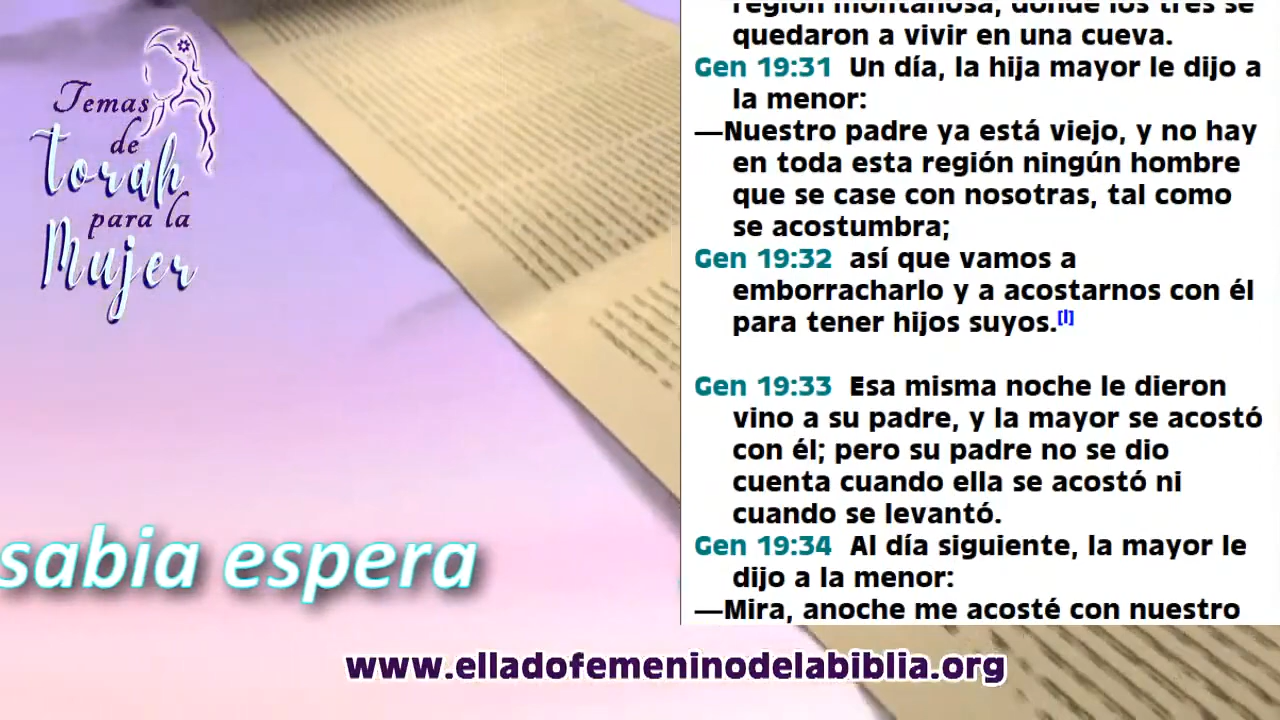 Temas
de
torah
para la
Mujer
región montañosa, donde los tres se
quedaron a vivir en una cueva.
Gen 19:31 Un día, la hija mayor le dijo a
la menor:
—Nuestro padre ya está viejo, y no hay
en toda esta región ningún hombre
que se case con nosotras, tal como
se acostumbra;
Gen 19:32 así que vamos a
emborracharlo y a acostarnos con él
para tener hijos suyos.[l]
Gen 19:33 Esa misma noche le dieron
vino a su padre, y la mayor se acostó
con él; pero su padre no se dio
cuenta cuando ella se acostó ni
cuando se levantó.
Gen 19:34 Al día siguiente, la mayor le
dijo a la menor:
—Mira, anoche me acosté con nuestro
sabia espera
www.elladofemeninodelabiblia.org